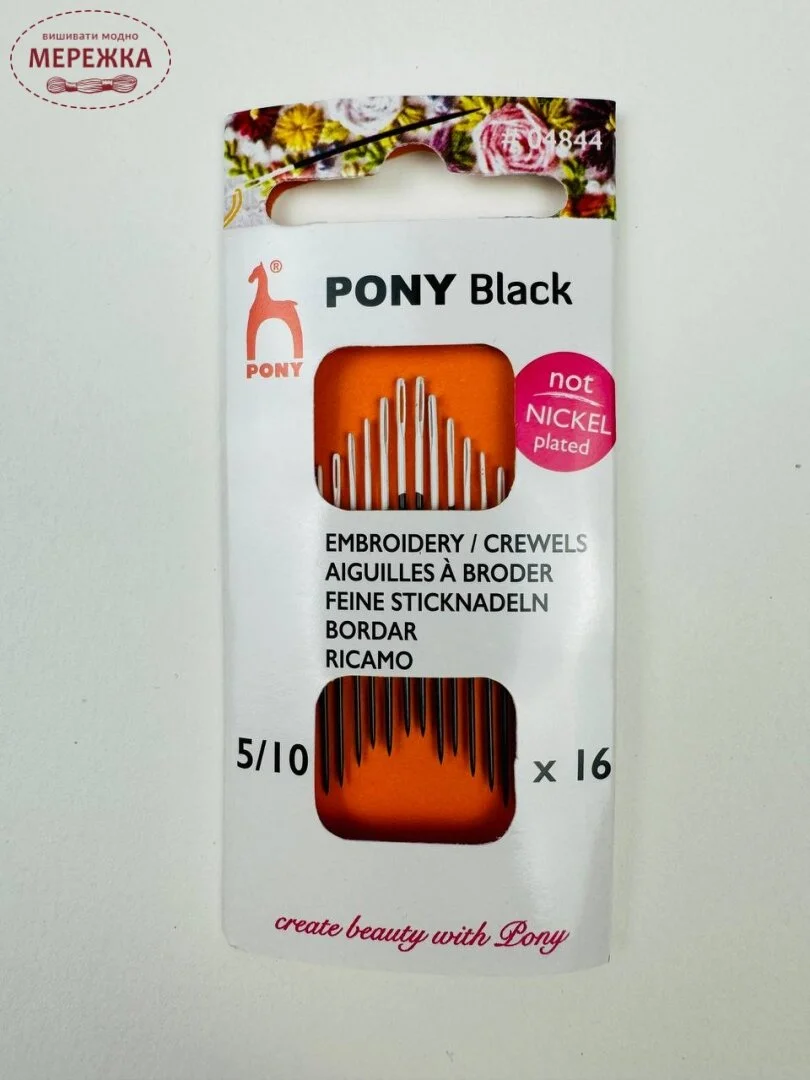 вишивати модно
МЕРЕЖКА
# 04844
®
PONY
PONY Black
not
NICKEL
plated
EMBROIDERY / CREWELS
AIGUILLES À BRODER
FEINE STICKNADELN
BORDAR
RICAMO
5/10
x 16
create beauty with Pony